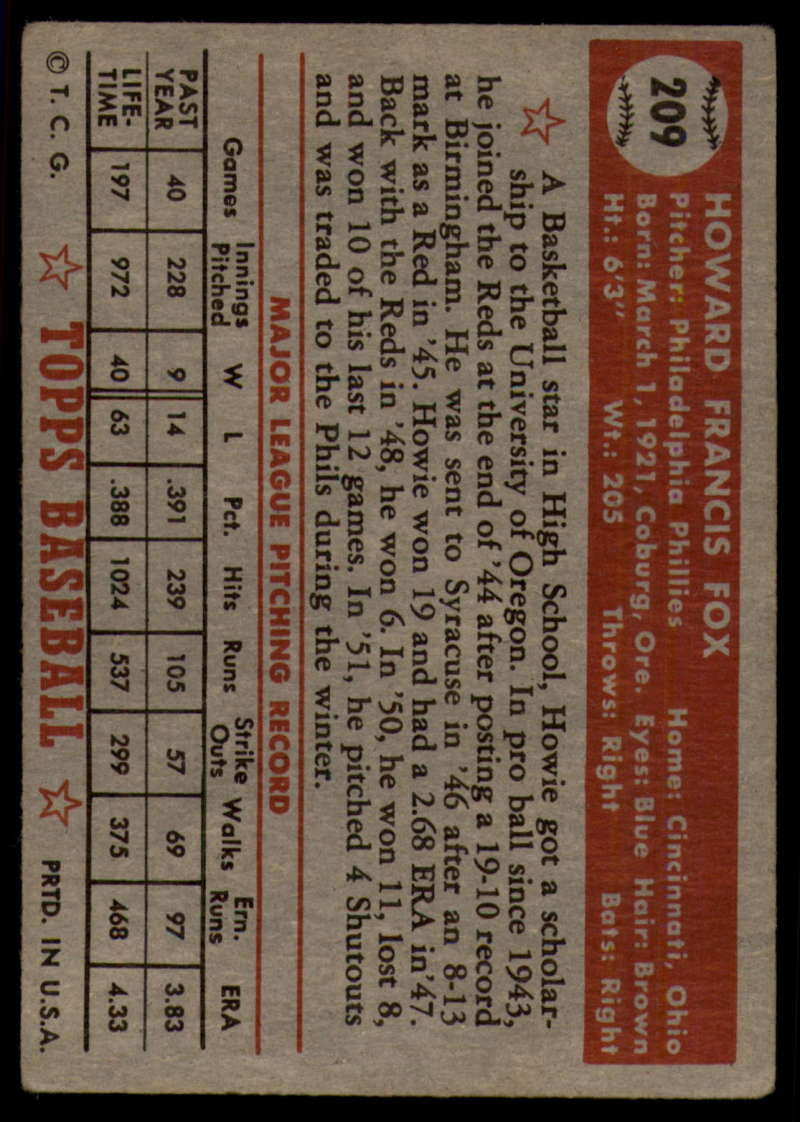 209
HOWARD FRANCIS FOX
Pitcher: Philadelphia Phillies Home: Cincinnati, Ohio
Born: March 1, 1921, Coburg, Ore. Eyes: Blue Hair: Brown
Ht.: 6'3" Wt.: 205 Throws: Right Bats: Right
A Basketball star in High School, Howie got a scholar-
ship to the University of Oregon. In pro ball since 1943,
he joined the Reds at the end of '44 after posting a 19-10 record
at Birmingham. He was sent to Syracuse in '46 after an 8-13
mark as a Red in '45. Howie won 19 and had a 2.68 ERA in '47.
Back with the Reds in '48, he won 6. In '50, he won 11, lost 8,
and won 10 of his last 12 games. In '51, he pitched 4 Shutouts
and was traded to the Phils during the winter.
MAJOR LEAGUE PITCHING RECORD
Games Innings Pitched W L Pct. Hits Runs Strike Outs Walks Ern. Runs ERA
PAST YEAR 40 228 9 14 .391 239 105 57 69 97 3.83
LIFE-TIME 197 972 40 63 .388 1024 537 299 375 468 4.33
© T. C. G. TOPPS BASEBALL PRTD. IN U.S.A.